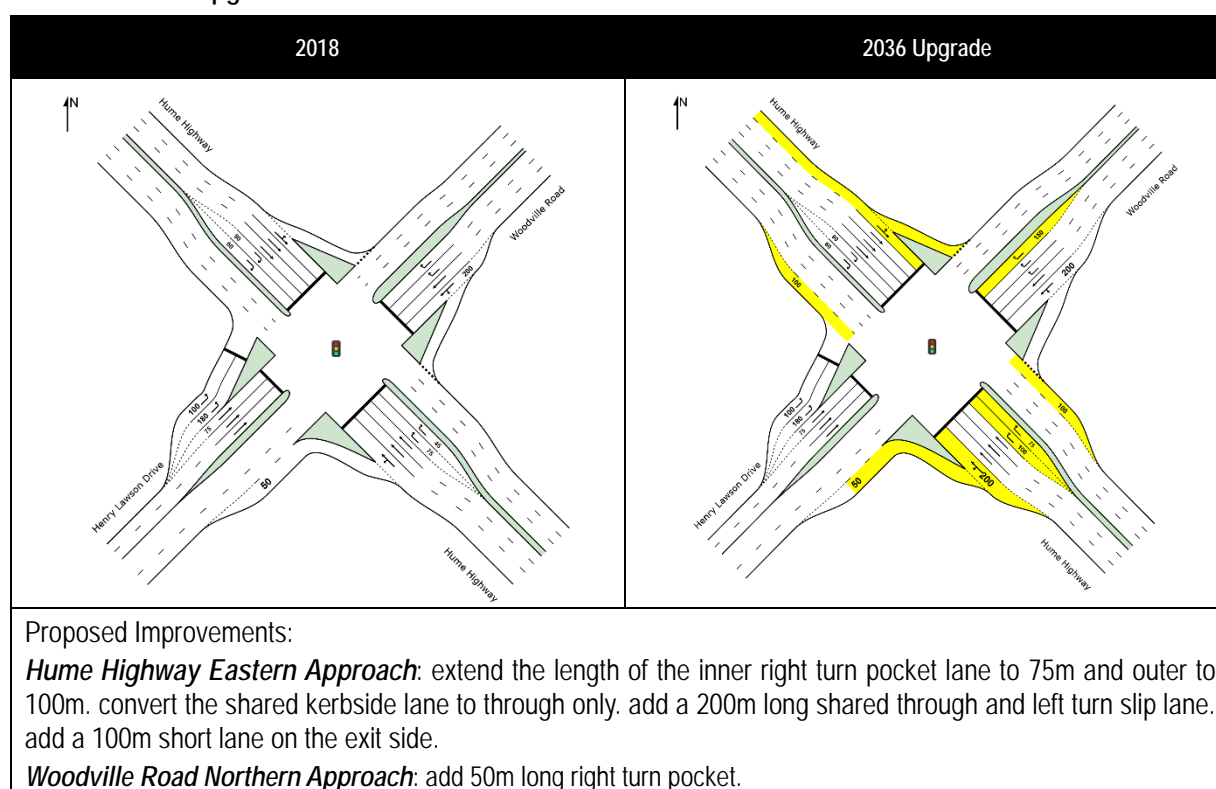 2018
2036 Upgrade
N
Hume Highway
Woodville Road
60
200
100
180
75
45
75
50
Henry Lawson Drive
Hume Highway
N
Hume Highway
Woodville Road
150
200
100
100
180
75
75
100
200
50
100
Henry Lawson Drive
Hume Highway
Proposed Improvements:
Hume Highway Eastern Approach: extend the length of the inner right turn pocket lane to 75m and outer to
100m. convert the shared kerbside lane to through only. add a 200m long shared through and left turn slip lane.
add a 100m short lane on the exit side.
Woodville Road Northern Approach: add 50m long right turn pocket.